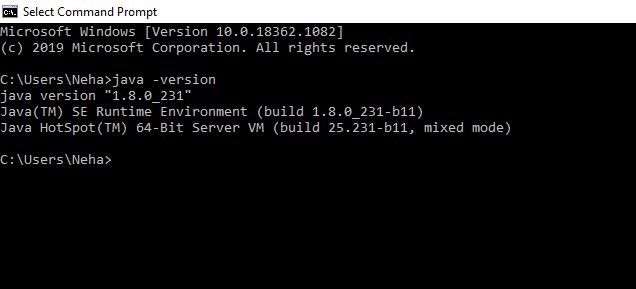 Select Command Prompt
Microsoft Windows [Version 10.0.18362.1082]
(c) 2019 Microsoft Corporation. All rights reserved.
C:\Users\Neha>java -version
java version "1.8.0_231"
Java(TM) SE Runtime Environment (build 1.8.0_231-b11)
Java HotSpot(TM) 64-Bit Server VM (build 25.231-b11, mixed mode)
C:\Users\Neha>